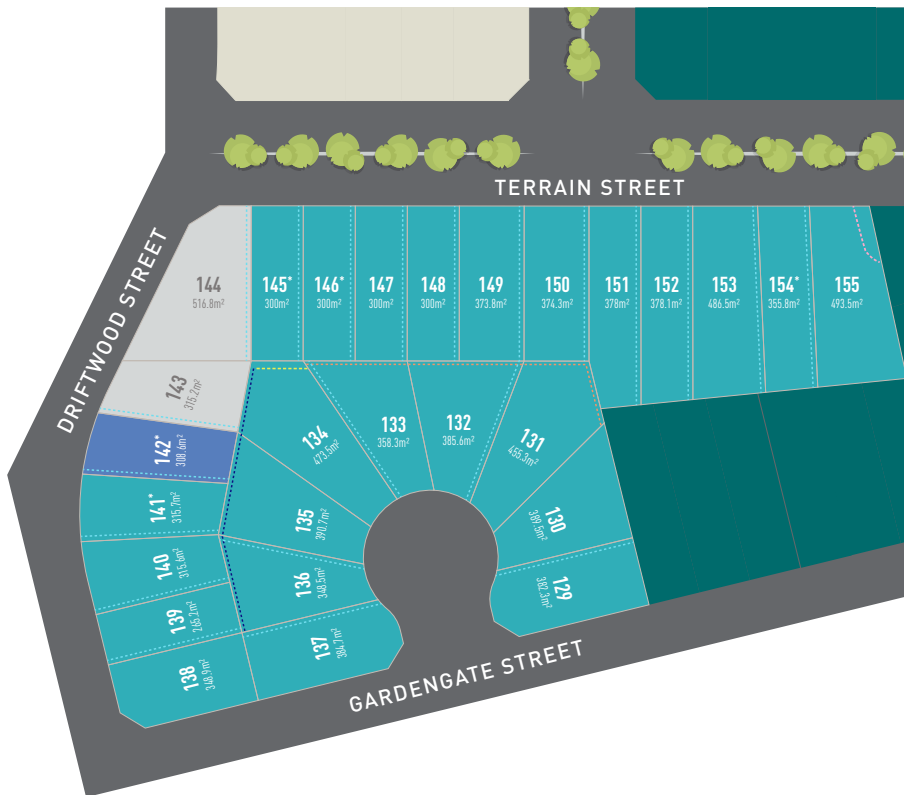 TERRAIN STREET
DRIFTWOOD STREET
144
516.8m²
145*
300m²
146*
300m²
147
300m²
148
300m²
149
373.8m²
150
374.3m²
151
378m²
152
378.1m²
153
486.5m²
154*
355.8m²
155
493.5m²
143
315.2m²
142*
308.6m²
141*
315.7m²
140
315.6m²
139
265.2m²
138
348.9m²
137
384.7m²
136
348.5m²
135
390.7m²
134
473.5m²
133
358.3m²
132
385.6m²
131
455.3m²
130
389.5m²
129
382.3m²
GARDENGATE STREET